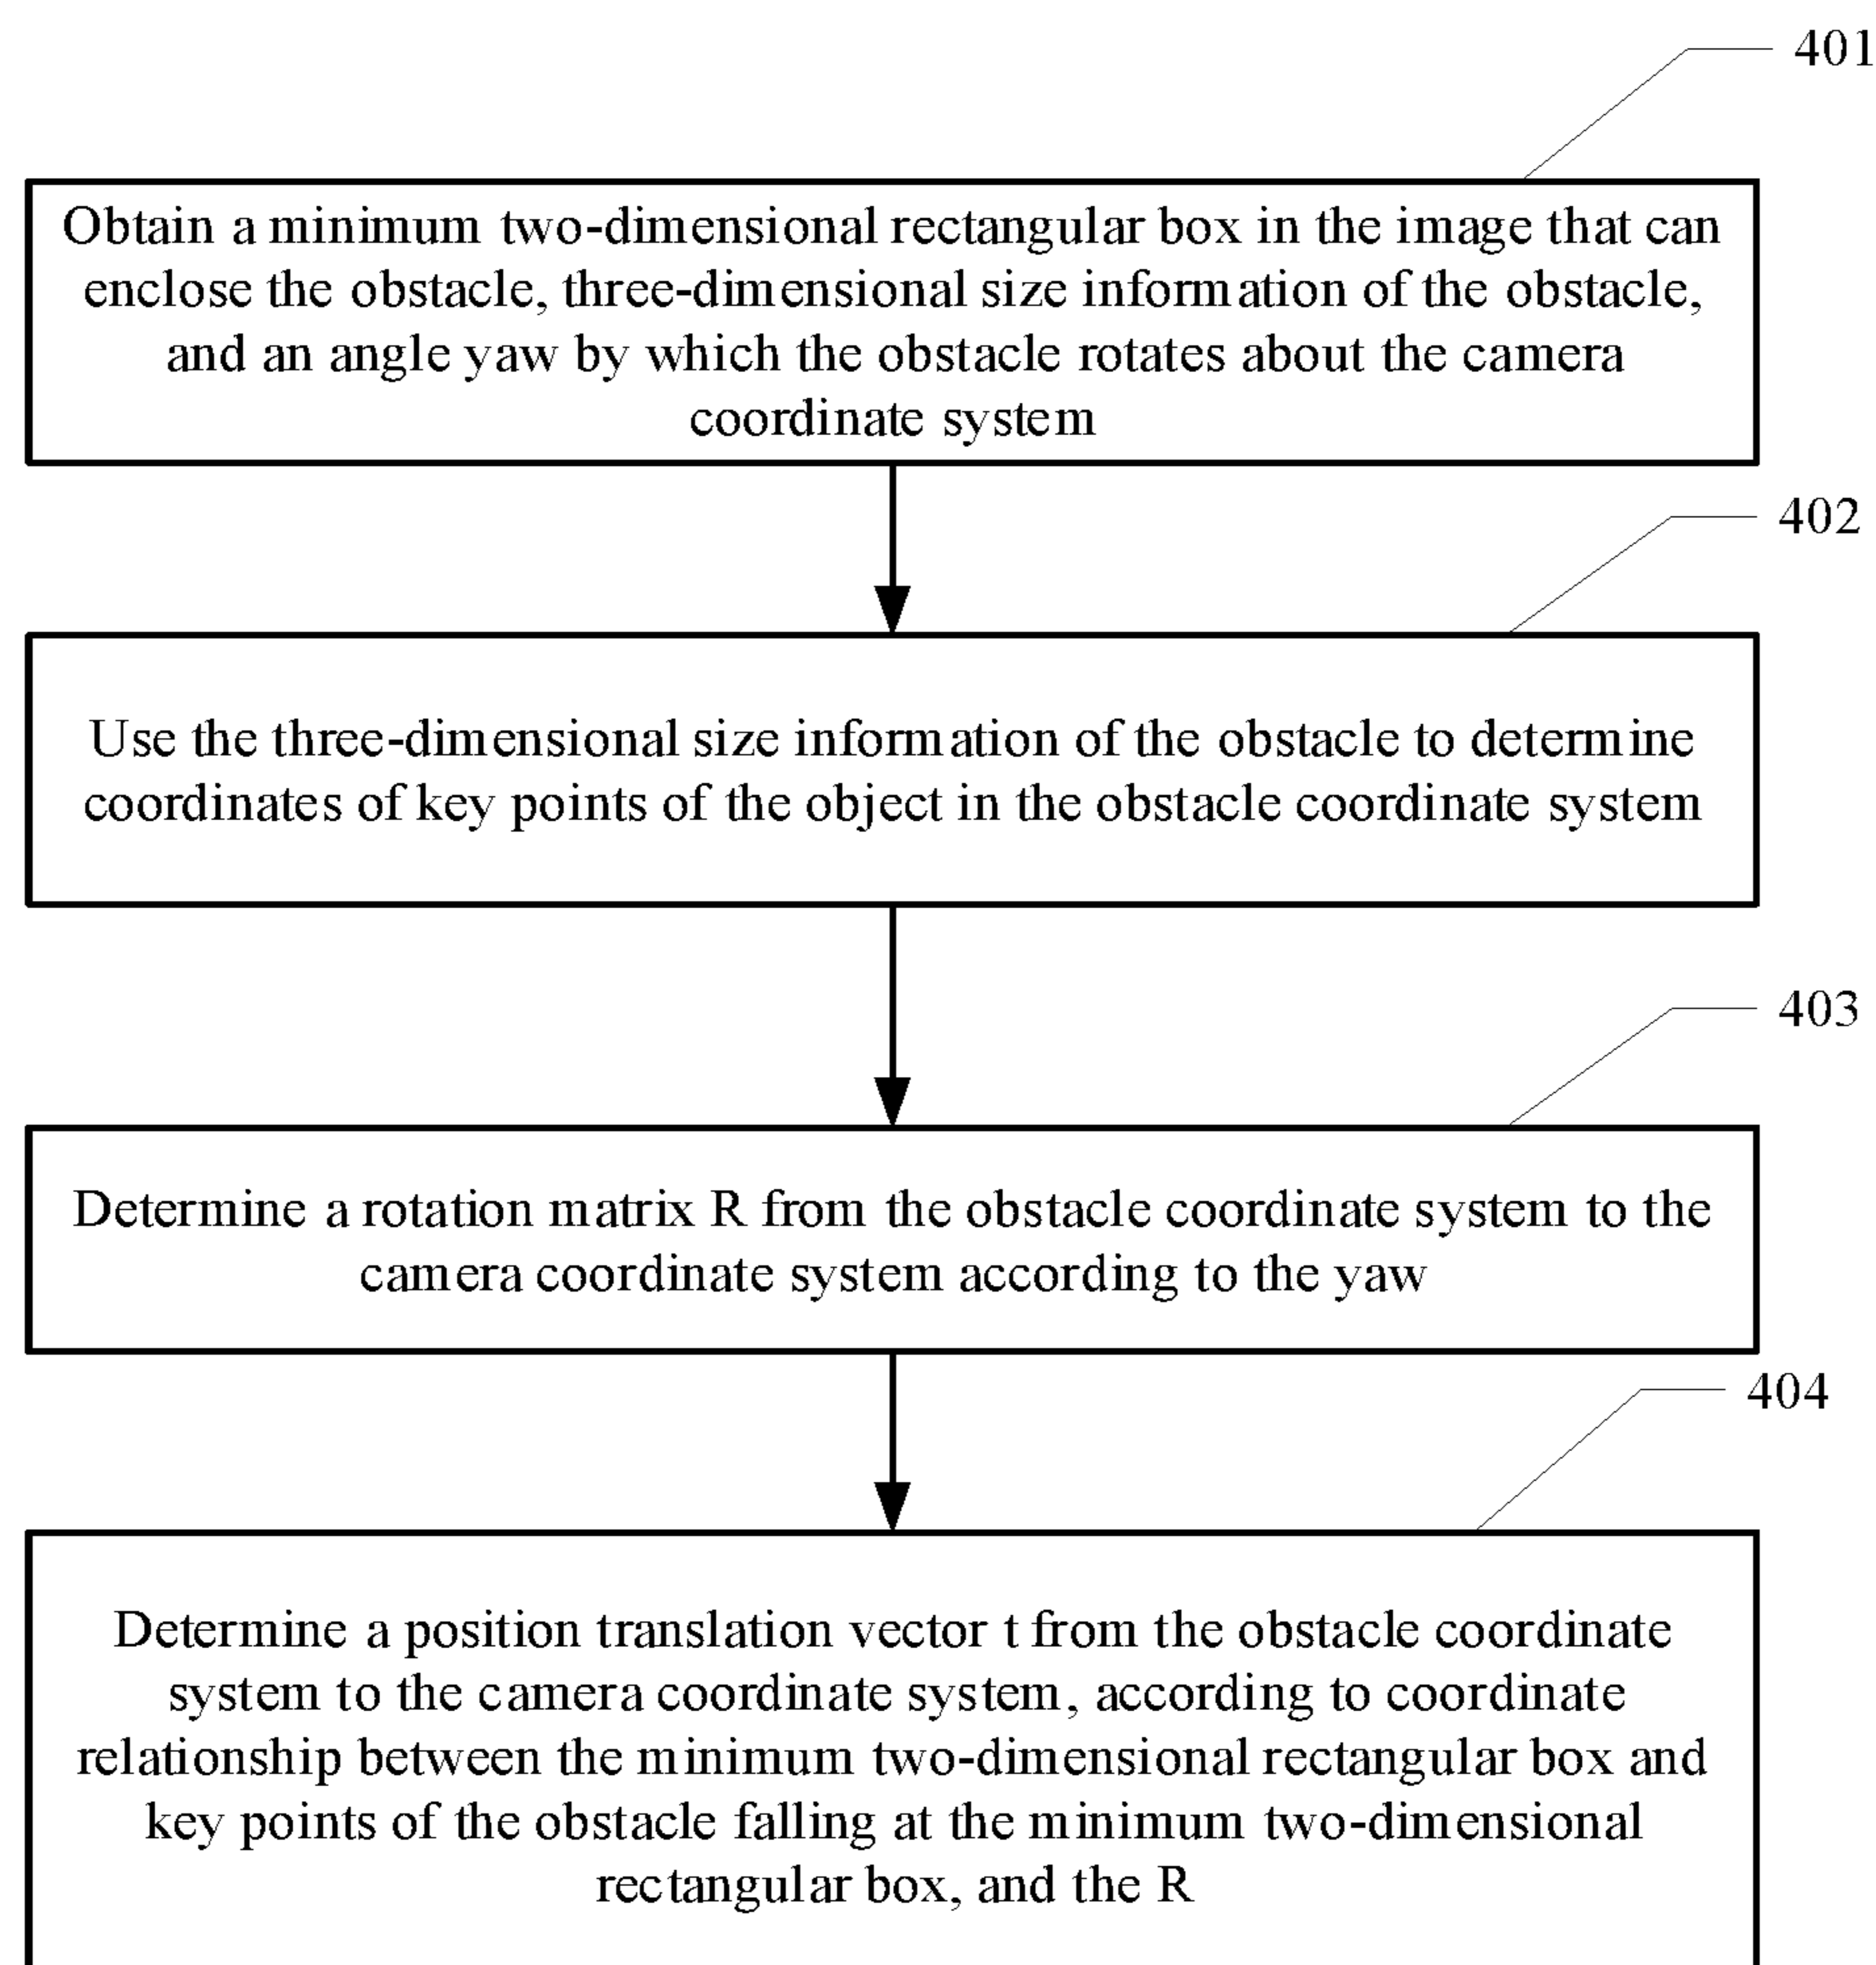 401
Obtain a minimum two-dimensional rectangular box in the image that can
enclose the obstacle, three-dimensional size information of the obstacle,
and an angle yaw by which the obstacle rotates about the camera
coordinate system
402
Use the three-dimensional size information of the obstacle to determine
coordinates of key points of the object in the obstacle coordinate system
403
Determine a rotation matrix R from the obstacle coordinate system to the
camera coordinate system according to the yaw
404
Determine a position translation vector t from the obstacle coordinate
system to the camera coordinate system, according to coordinate
relationship between the minimum two-dimensional rectangular box and
key points of the obstacle falling at the minimum two-dimensional
rectangular box, and the R